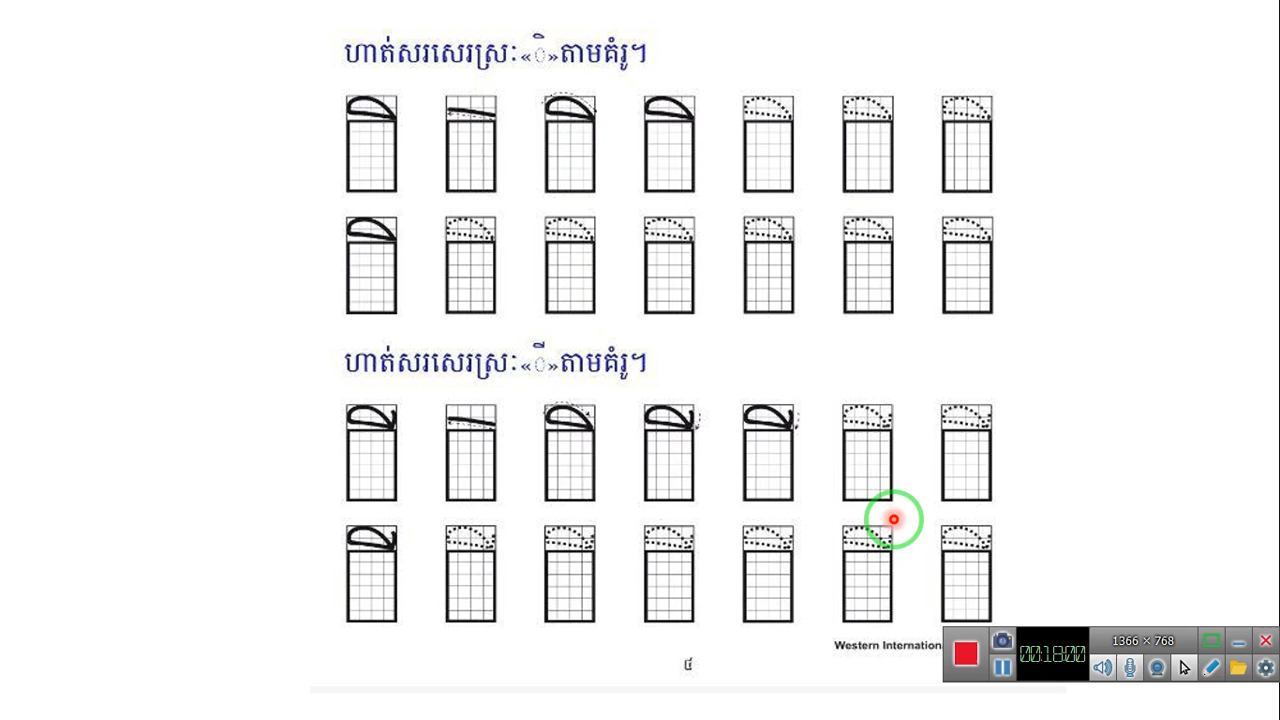 ហាត់សរសេរស្រៈ«◌ិ»តាមគំរូ។
ហាត់សរសេរស្រៈ«◌ី»តាមគំរូ។
Western
៤
00:18:00
1366 × 768